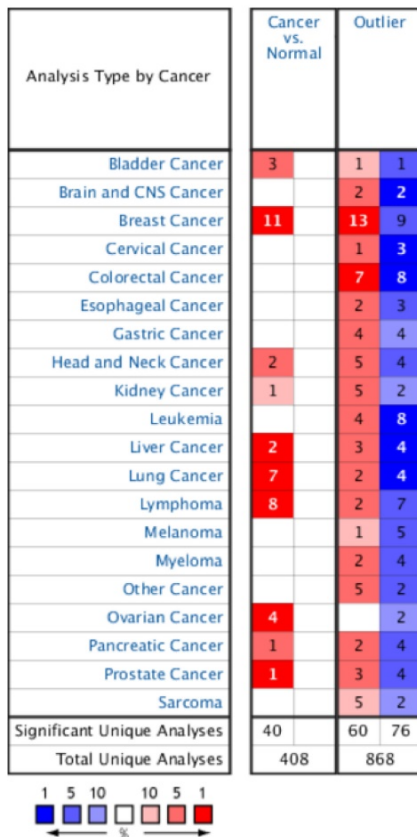 Analysis Type by Cancer
Cancer
vs.
Normal
Outlier
Bladder Cancer 3 1 1
Brain and CNS Cancer 2 2
Breast Cancer 11 13 9
Cervical Cancer 1 3
Colorectal Cancer 7 8
Esophageal Cancer 2 3
Gastric Cancer 4 4
Head and Neck Cancer 2 5 4
Kidney Cancer 1 5 2
Leukemia 4 8
Liver Cancer 2 3 4
Lung Cancer 7 2 4
Lymphoma 8 2 7
Melanoma 1 5
Myeloma 2 4
Other Cancer 5 2
Ovarian Cancer 4 2
Pancreatic Cancer 1 2 4
Prostate Cancer 1 3 4
Sarcoma 5 2
Significant Unique Analyses 40 60 76
Total Unique Analyses 408 868
1 5 10 10 5 1
%